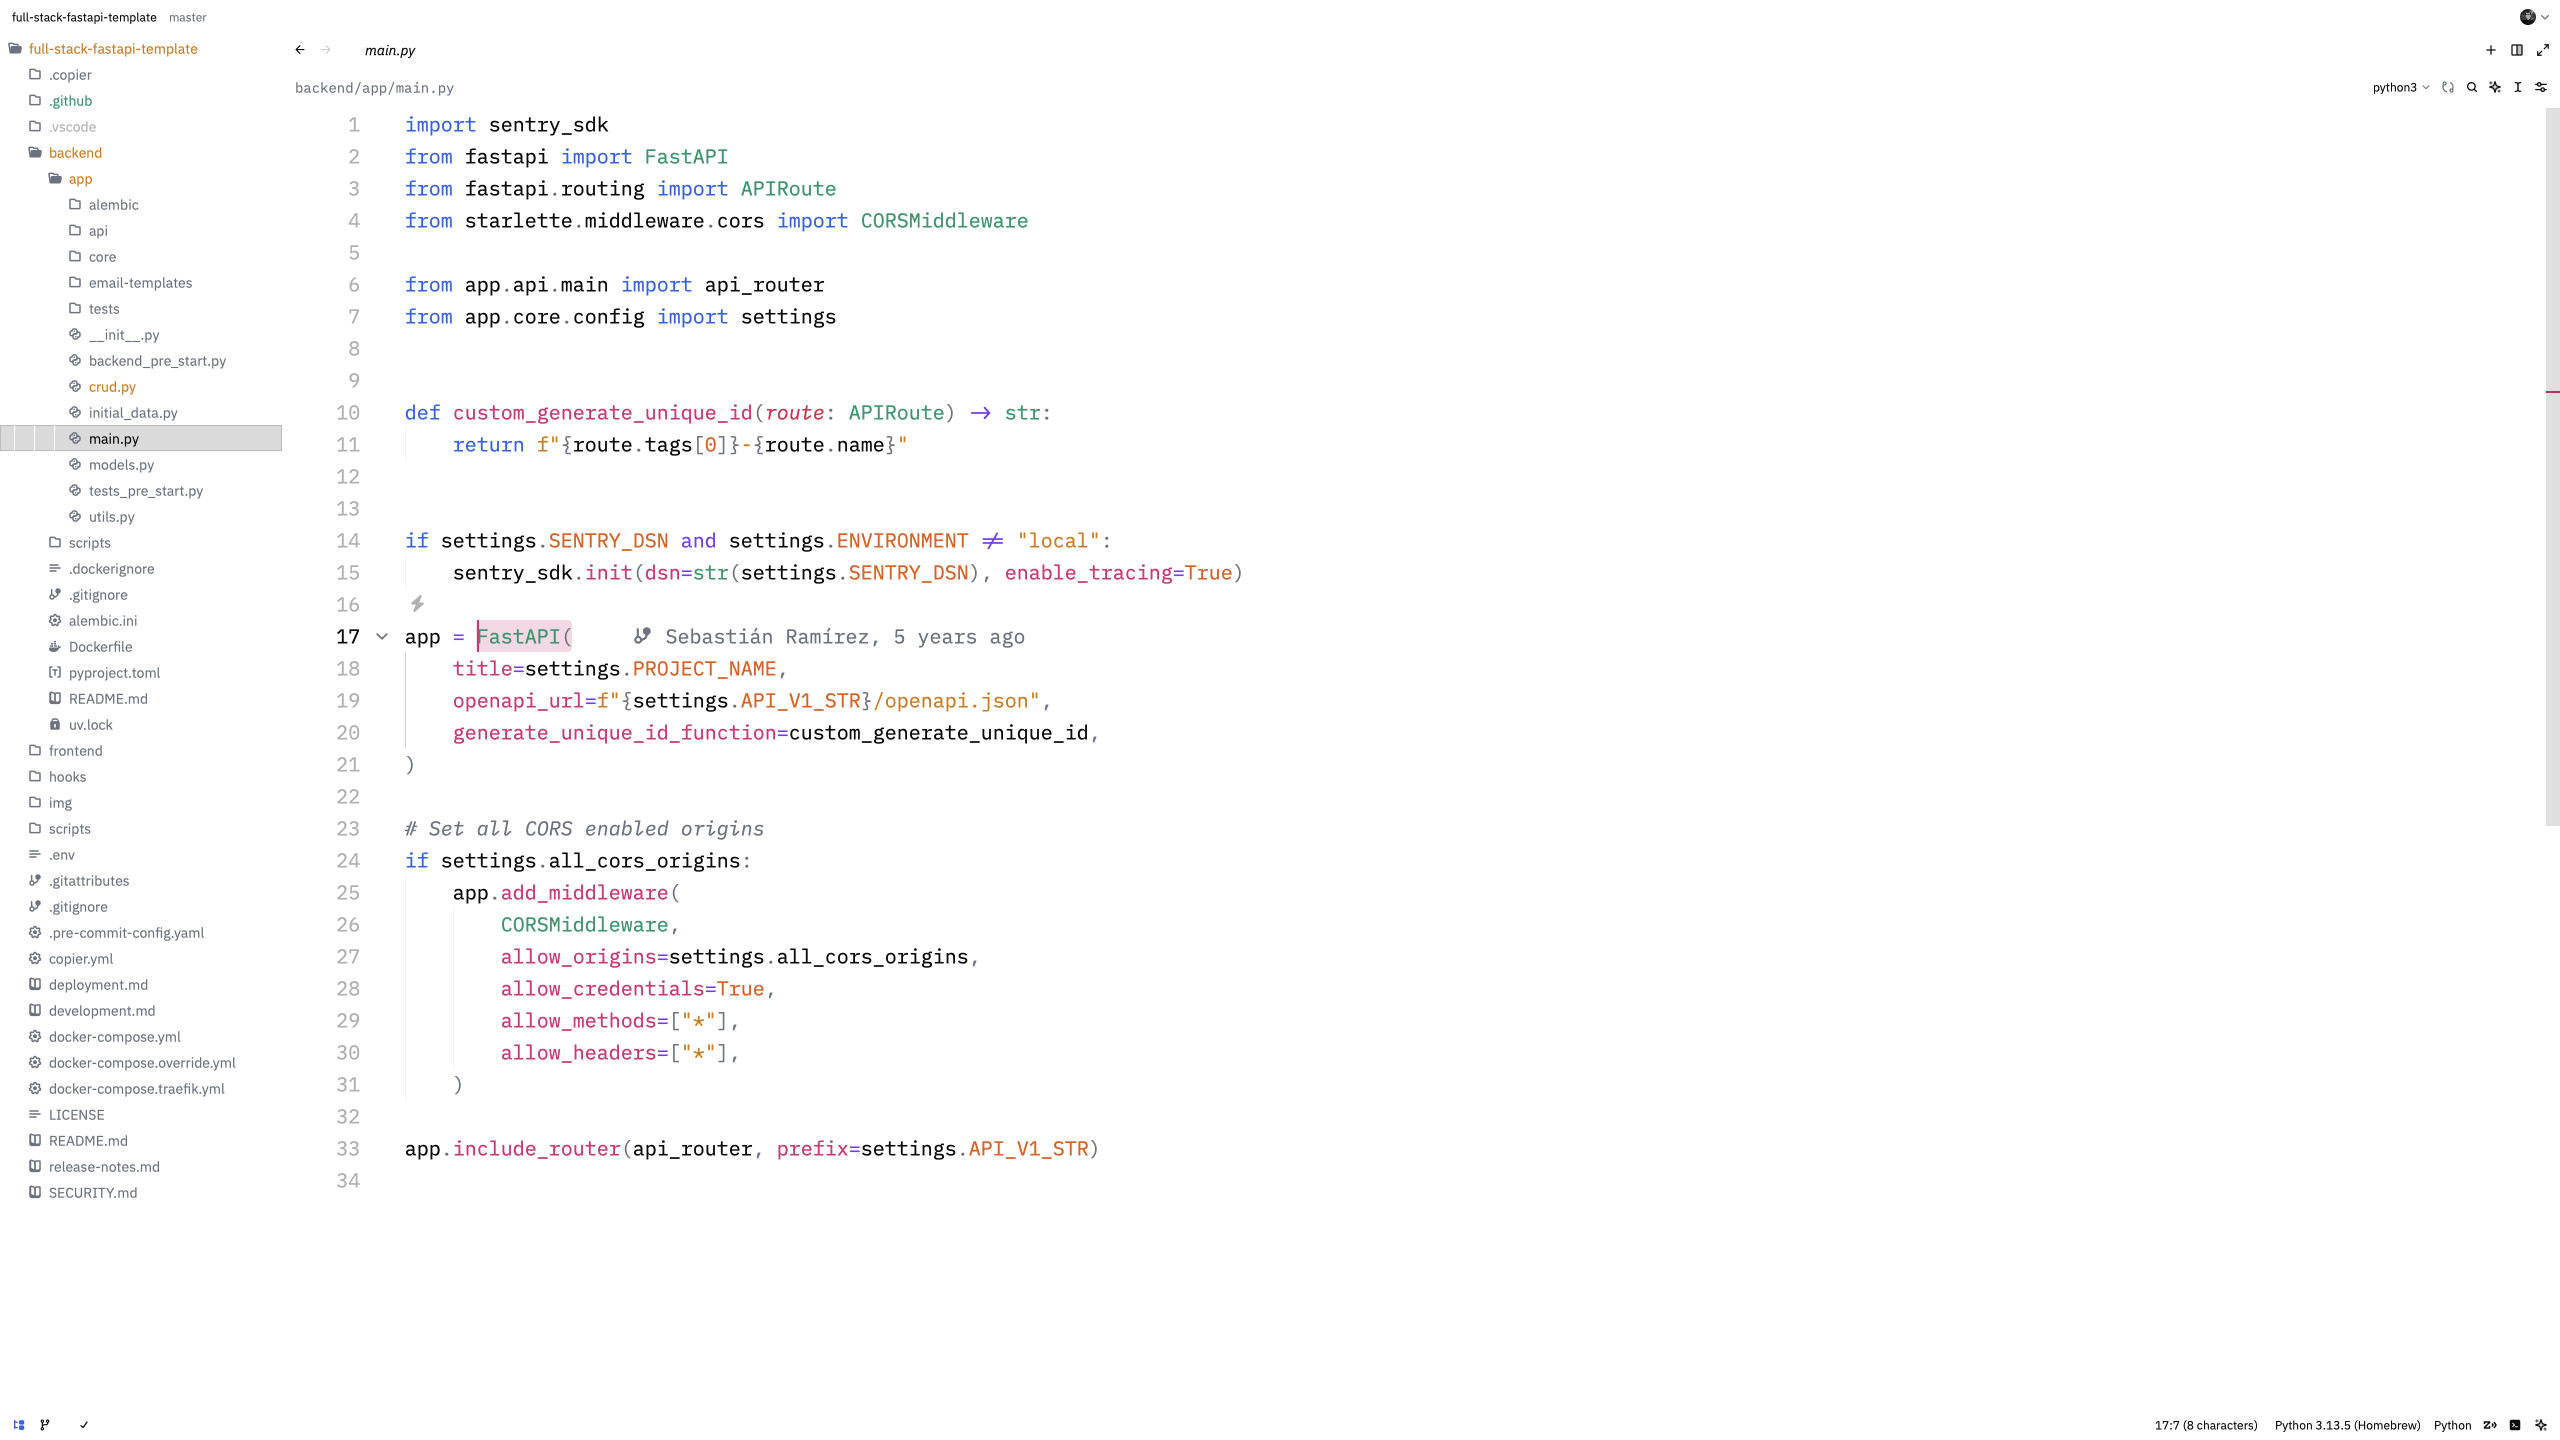 full-stack-fastapi-template master
full-stack-fastapi-template
.copier
.github
.vscode
backend
app
alembic
api
core
email-templates
tests
__init__.py
backend_pre_start.py
crud.py
initial_data.py
main.py
models.py
tests_pre_start.py
utils.py
scripts
.dockerignore
.gitignore
alembic.ini
Dockerfile
pyproject.toml
README.md
uv.lock
frontend
hooks
img
scripts
.env
.gitattributes
.gitignore
.pre-commit-config.yaml
copier.yml
deployment.md
development.md
docker-compose.yml
docker-compose.override.yml
docker-compose.traefik.yml
LICENSE
README.md
release-notes.md
SECURITY.md
main.py
backend/app/main.py
python3
1 import sentry_sdk
2 from fastapi import FastAPI
3 from fastapi.routing import APIRoute
4 from starlette.middleware.cors import CORSMiddleware
5
6 from app.api.main import api_router
7 from app.core.config import settings
8
9
10 def custom_generate_unique_id(route: APIRoute) → str:
11 return f"{route.tags[0]}-{route.name}"
12
13
14 if settings.SENTRY_DSN and settings.ENVIRONMENT ≠ "local":
15 sentry_sdk.init(dsn=str(settings.SENTRY_DSN), enable_tracing=True)
16
17 app = FastAPI( Sebastián Ramírez, 5 years ago
18 title=settings.PROJECT_NAME,
19 openapi_url=f"{settings.API_V1_STR}/openapi.json",
20 generate_unique_id_function=custom_generate_unique_id,
21 )
22
23 # Set all CORS enabled origins
24 if settings.all_cors_origins:
25 app.add_middleware(
26 CORSMiddleware,
27 allow_origins=settings.all_cors_origins,
28 allow_credentials=True,
29 allow_methods=["*"],
30 allow_headers=["*"],
31 )
32
33 app.include_router(api_router, prefix=settings.API_V1_STR)
34
17:7 (8 characters) Python 3.13.5 (Homebrew) Python